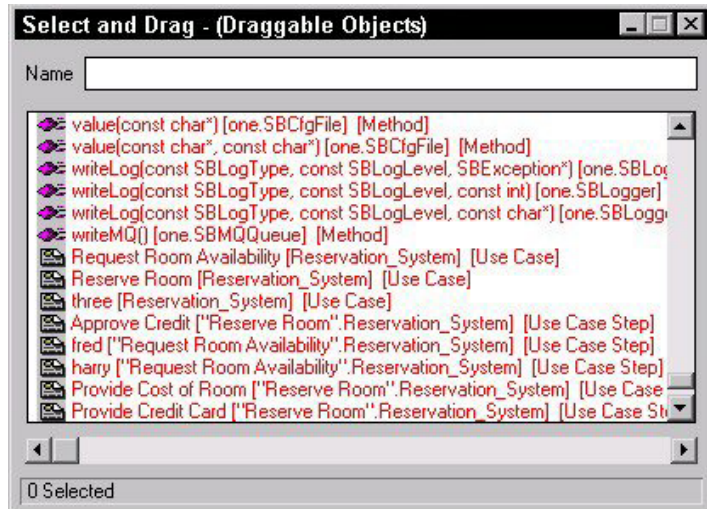 Select and Drag - (Draggable Objects)
Name
value(const char*) [one.SBCfgFile] [Method]
value(const char*, const char*) [one.SBCfgFile] [Method]
writeLog(const SBLogType, const SBLogLevel, SBException*) [one.SBLog
writeLog(const SBLogType, const SBLogLevel, const int) [one.SBLogger]
writeLog(const SBLogType, const SBLogLevel, const char*) [one.SBLogge
writeMQ() [one.SBMQQueue] [Method]
Request Room Availability [Reservation_System] [Use Case]
Reserve Room [Reservation_System] [Use Case]
three [Reservation_System] [Use Case]
Approve Credit ["Reserve Room".Reservation_System] [Use Case Step]
fred ["Request Room Availability".Reservation_System] [Use Case Step]
harry ["Request Room Availability".Reservation_System] [Use Case Step]
Provide Cost of Room ["Reserve Room".Reservation_System] [Use Case
Provide Credit Card ["Reserve Room".Reservation_System] [Use Case St
0 Selected